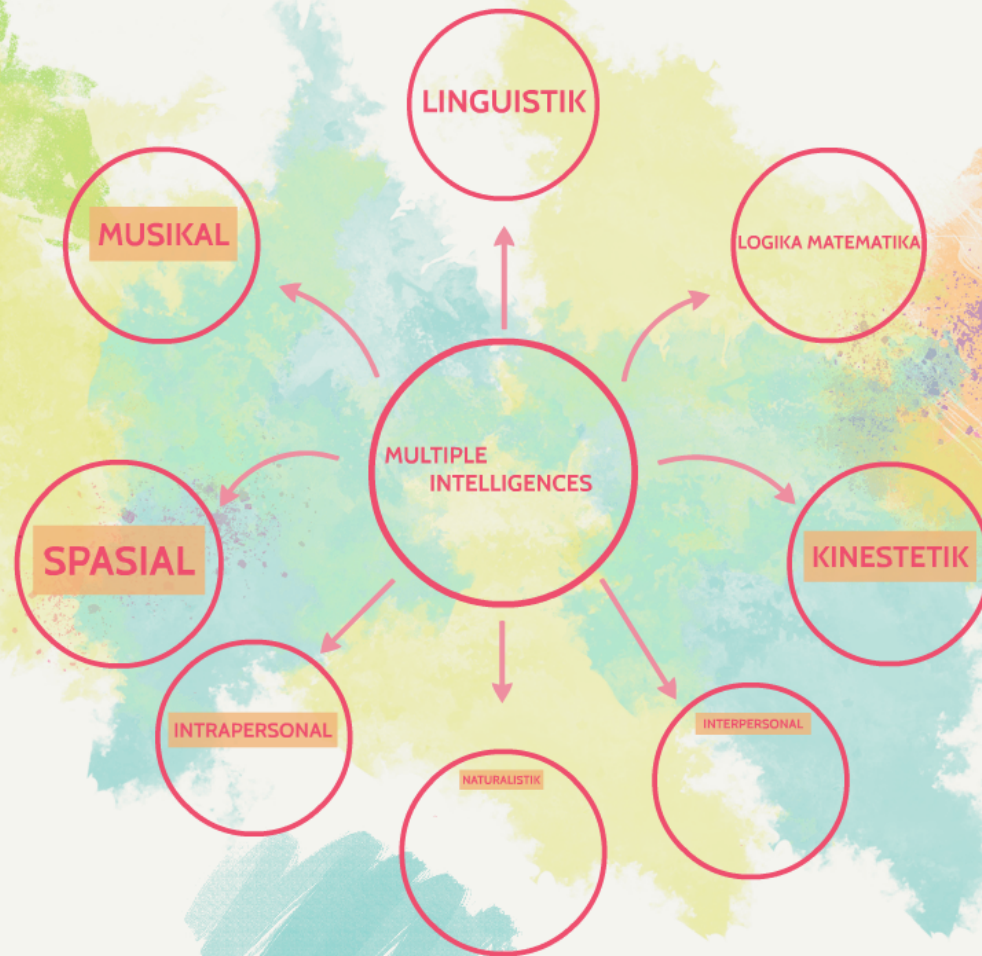 LINGUISTIK
MUSIKAL
LOGIKA MATEMATIKA
MULTIPLE
INTELLIGENCES
SPASIAL
KINESTETIK
INTRAPERSONAL
INTERPERSONAL
NATURALISTIK